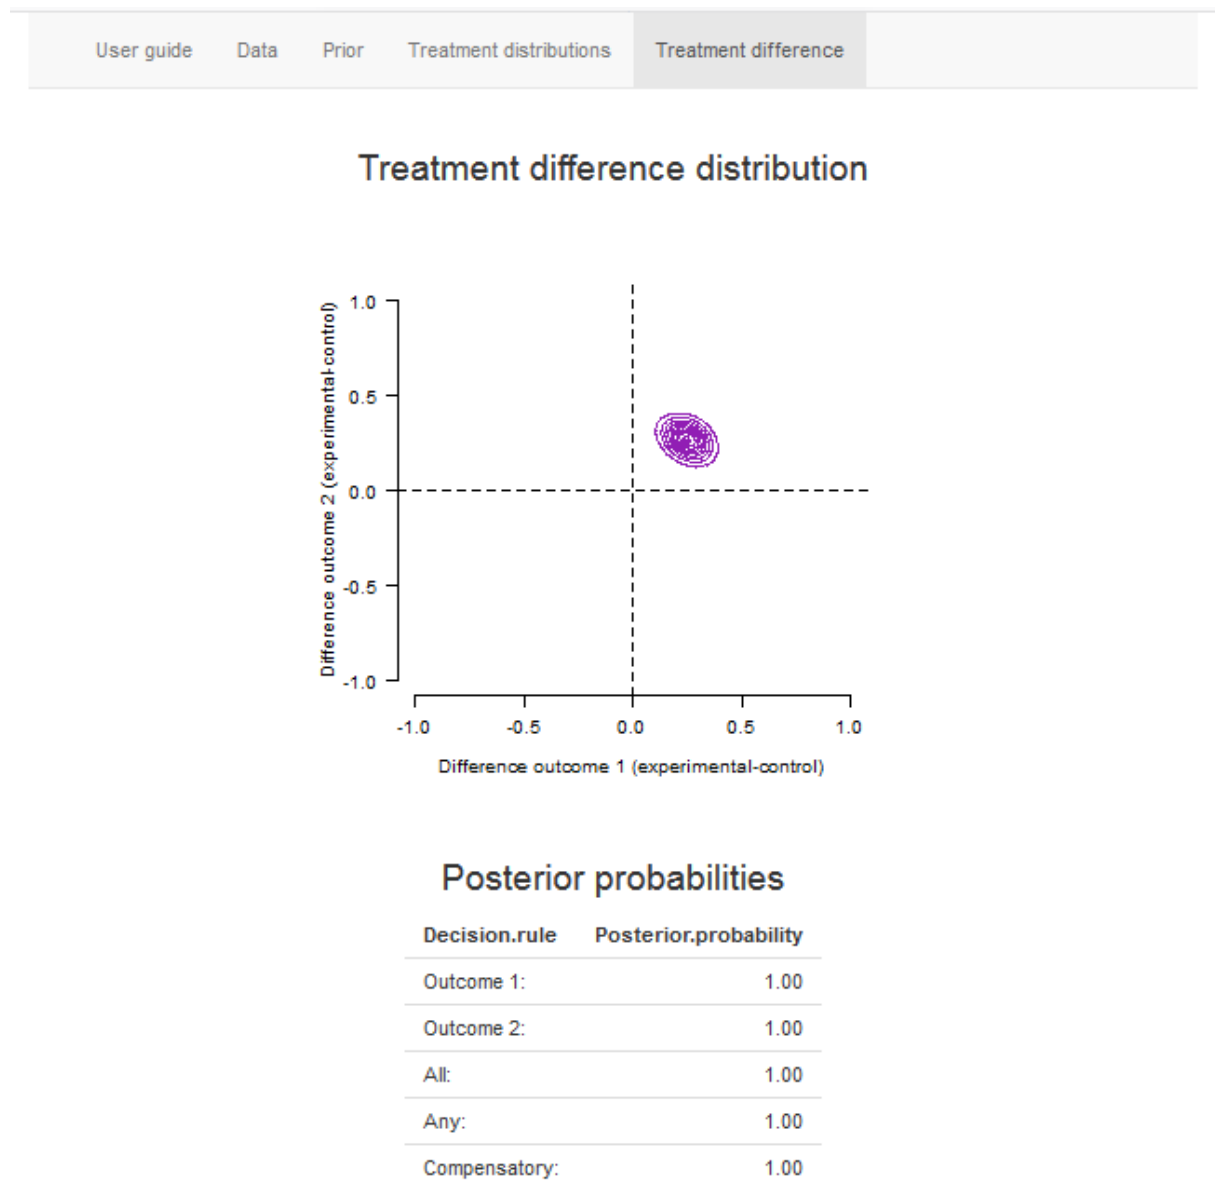 User guide Data Prior Treatment distributions Treatment difference
Treatment difference distribution
Difference outcome 2 (experimental-control)
1.0
0.5
0.0
-0.5
-1.0
-1.0 -0.5 0.0 0.5 1.0
Difference outcome 1 (experimental-control)
Posterior probabilities
Decision.rule Posterior.probability
Outcome 1: 1.00
Outcome 2: 1.00
All: 1.00
Any: 1.00
Compensatory: 1.00